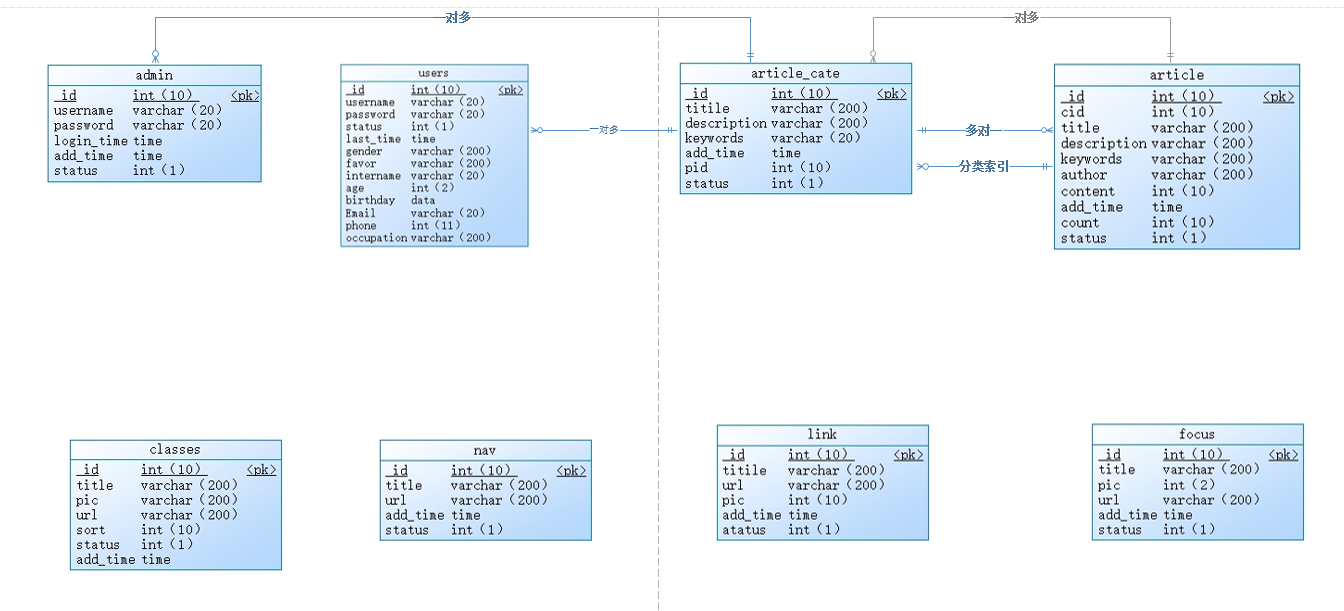 对多
对多
admin
_id int (10) <pk>
username varchar (20)
password varchar (20)
login_time time
add_time time
status int (1)
users
_id int (10) <pk>
username varchar (20)
password varchar (20)
status int (1)
last_time time
gender varchar (200)
favor varchar (200)
intername varchar (20)
age int (2)
birthday data
Email varchar (20)
phone int (11)
occupation varchar (200)
一对多
article_cate
_id int (10) <pk>
titile varchar (200)
description varchar (200)
keywords varchar (20)
add_time time
pid int (10)
status int (1)
多对一
分类索引
article
_id int (10) <pk>
cid int (10)
title varchar (200)
description varchar (200)
keywords varchar (200)
author varchar (200)
content int (10)
add_time time
count int (10)
status int (1)
classes
_id int (10) <pk>
title varchar (200)
pic varchar (200)
url varchar (200)
sort int (10)
status int (1)
add_time time
nav
_id int (10) <pk>
title varchar (200)
url varchar (200)
add_time time
status int (1)
link
_id int (10) <pk>
titile varchar (200)
url varchar (200)
pic int (10)
add_time time
atatus int (1)
focus
_id int (10) <pk>
title varchar (200)
pic int (2)
url varchar (200)
add_time time
status int (1)